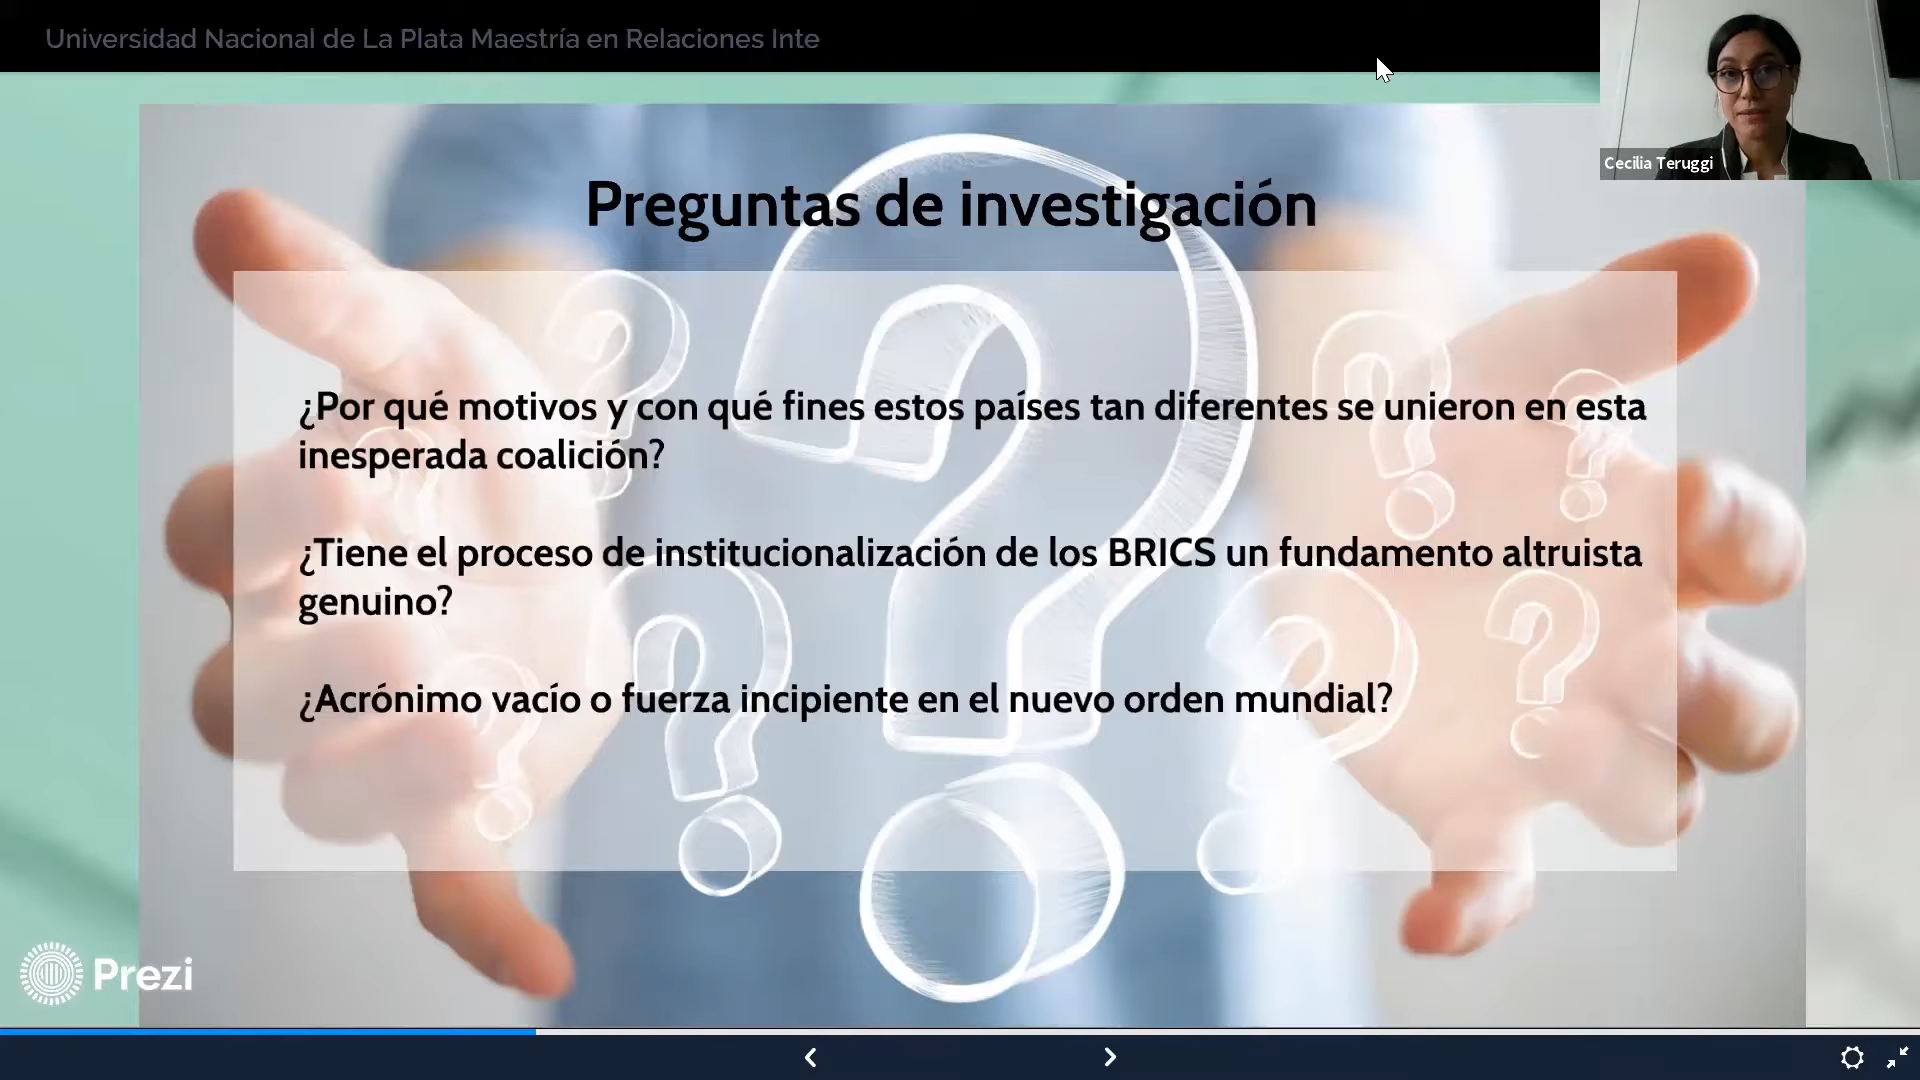 Universidad Nacional de La Plata Maestría en Relaciones Inte
Cecilia Teruggi
Preguntas de investigación
¿Por qué motivos y con qué fines estos países tan diferentes se unieron en esta
inesperada coalición?
¿Tiene el proceso de institucionalización de los BRICS un fundamento altruista
genuino?
¿Acrónimo vacío o fuerza incipiente en el nuevo orden mundial?
Prezi